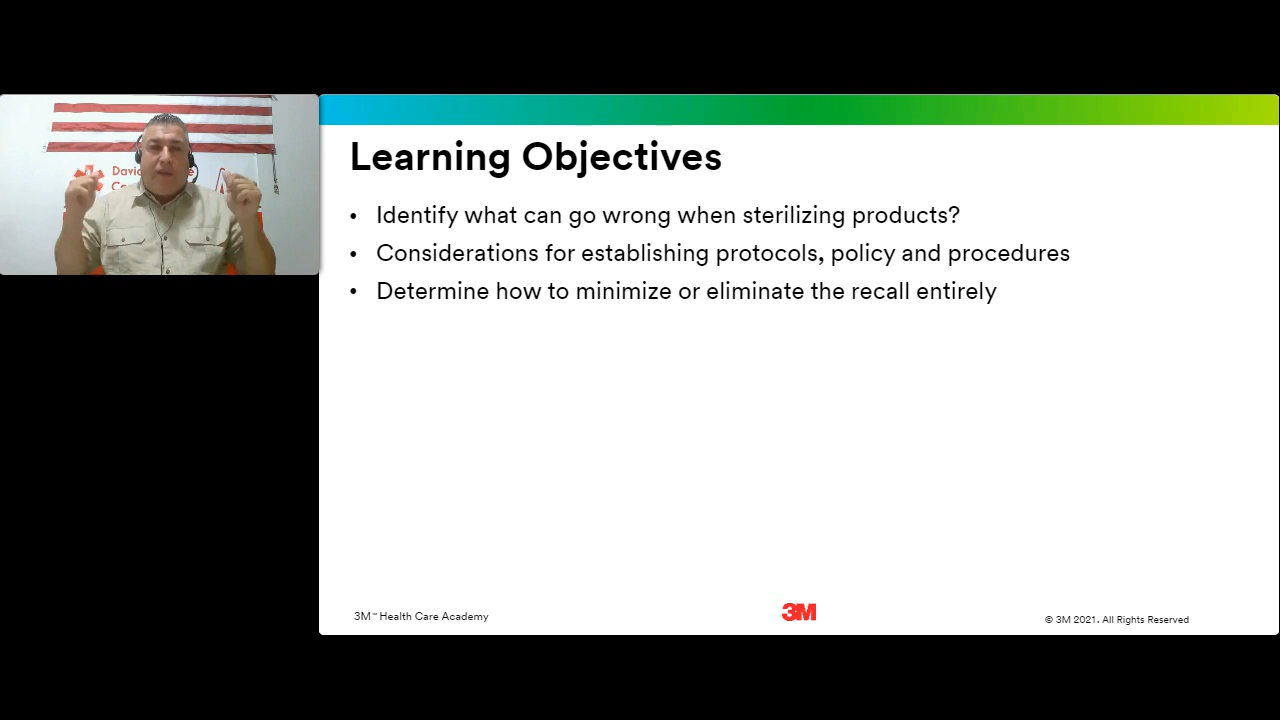 Learning Objectives
• Identify what can go wrong when sterilizing products?
• Considerations for establishing protocols, policy and procedures
• Determine how to minimize or eliminate the recall entirely
3M™ Health Care Academy
3M
© 3M 2021. All Rights Reserved